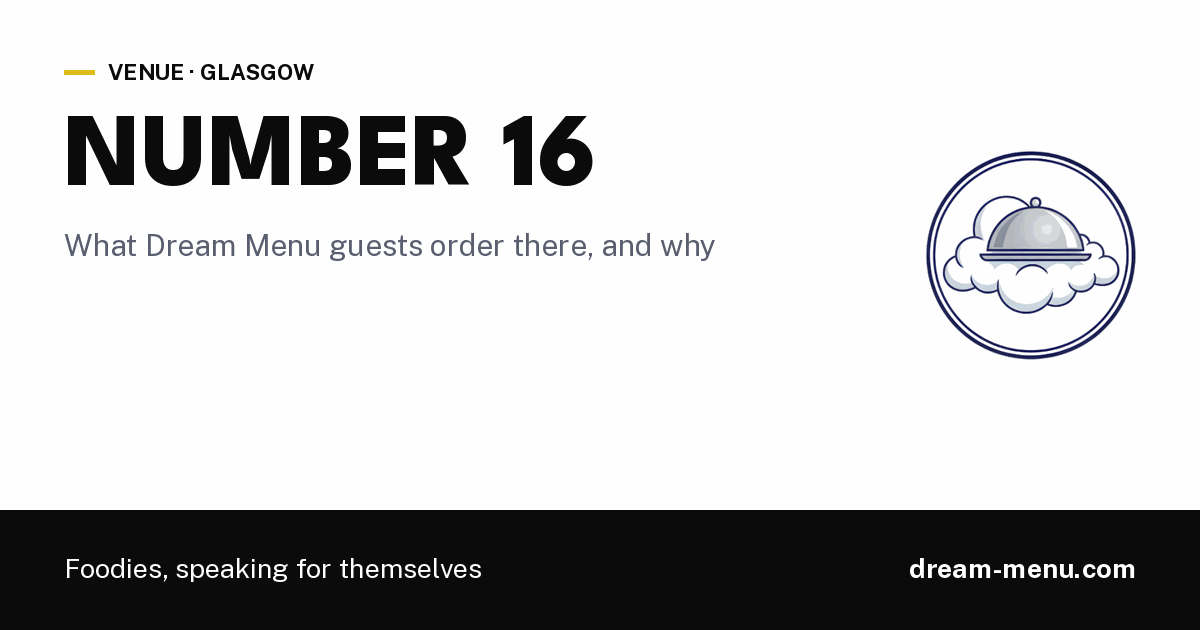 VENUE · GLASGOW
NUMBER 16
What Dream Menu guests order there, and why
Foodies, speaking for themselves
dream-menu.com